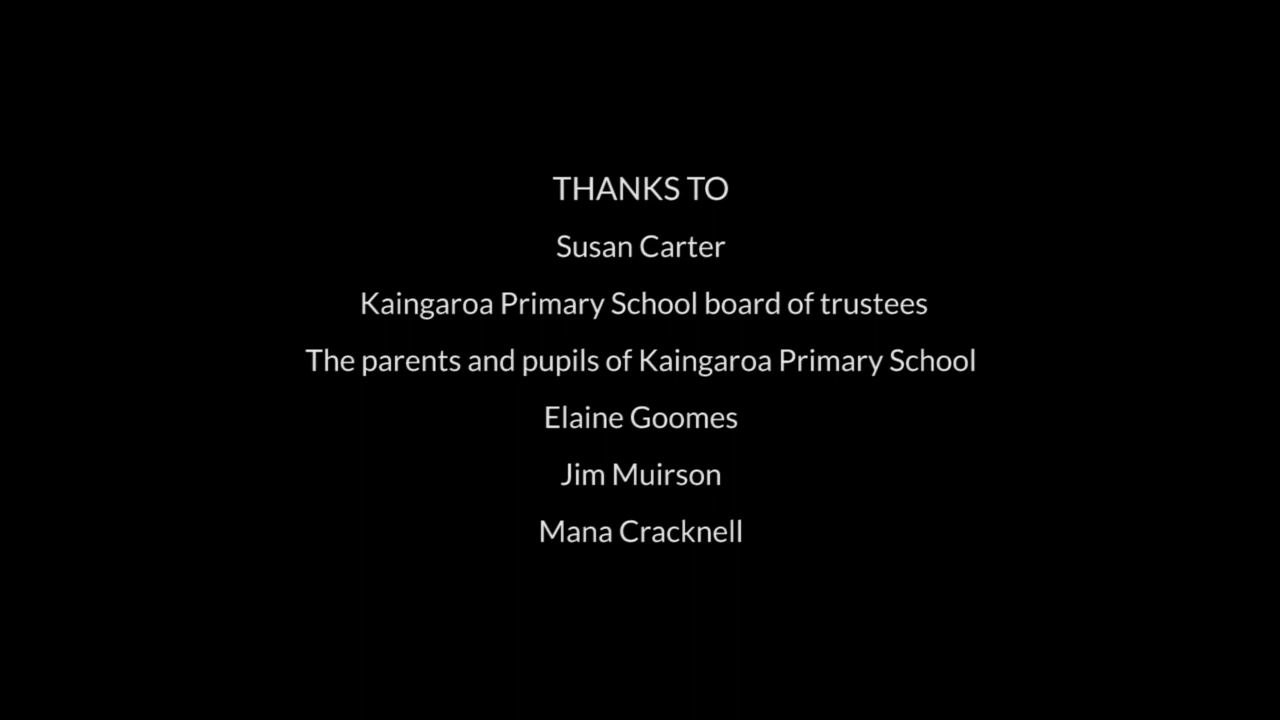 THANKS TO
Susan Carter
Kaingaroa Primary School board of trustees
The parents and pupils of Kaingaroa Primary School
Elaine Goomes
Jim Muirson
Mana Cracknell